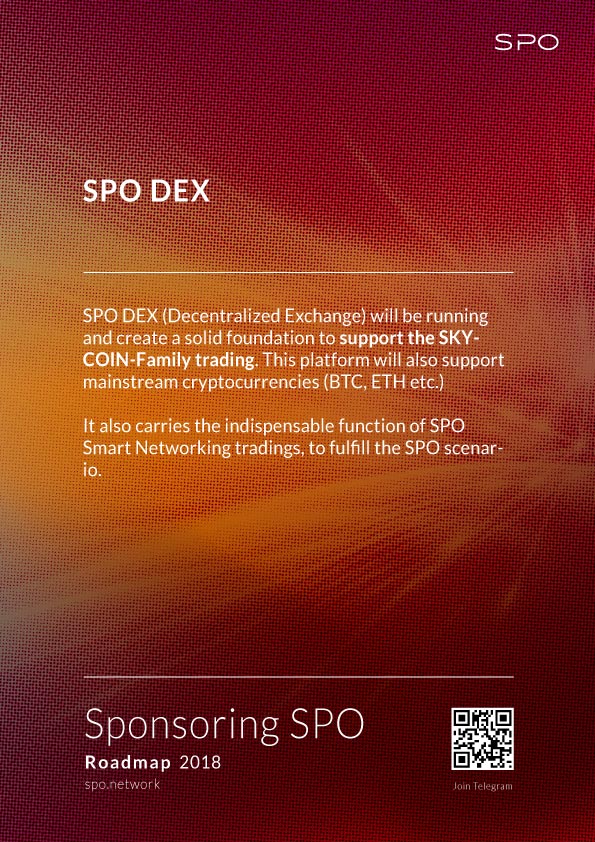 SPO
SPO DEX
SPO DEX (Decentralized Exchange) will be running
and create a solid foundation to support the SKY-
COIN-Family trading. This platform will also support
mainstream cryptocurrencies (BTC, ETH etc.)
It also carries the indispensable function of SPO
Smart Networking tradings, to fulfill the SPO scenar-
io.
Sponsoring SPO
Roadmap 2018
spo.network
Join Telegram